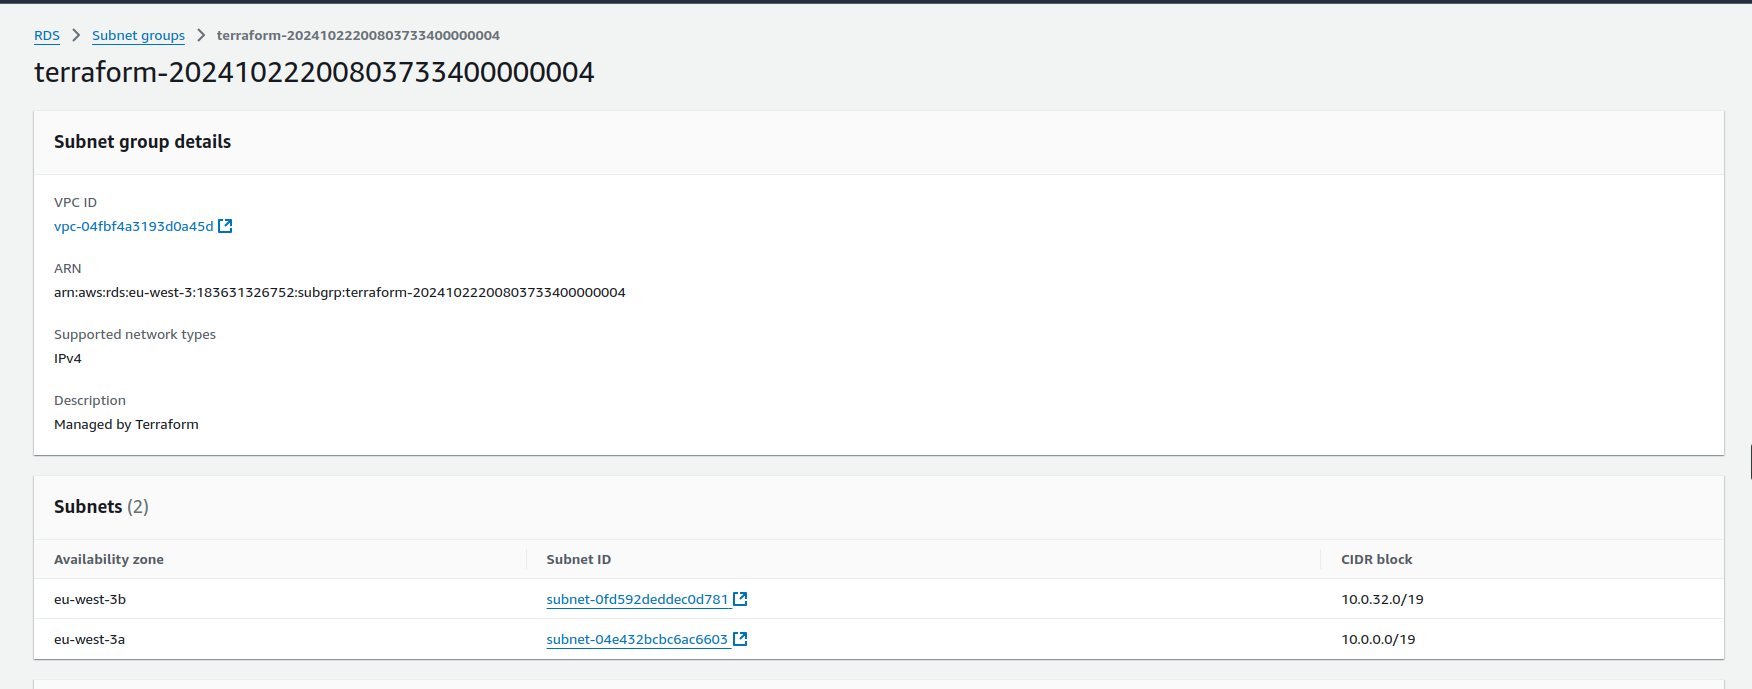 RDS > Subnet groups > terraform-20241022200803733400000004
terraform-20241022200803733400000004
Subnet group details
VPC ID
vpc-04fbf4a3193d0a45d
ARN
arn:aws:rds:eu-west-3:183631326752:subgrp:terraform-20241022200803733400000004
Supported network types
IPv4
Description
Managed by Terraform
Subnets (2)
Availability zone Subnet ID CIDR block
eu-west-3b subnet-0fd592deddec0d781 10.0.32.0/19
eu-west-3a subnet-04e432bcbc6ac6603 10.0.0.0/19